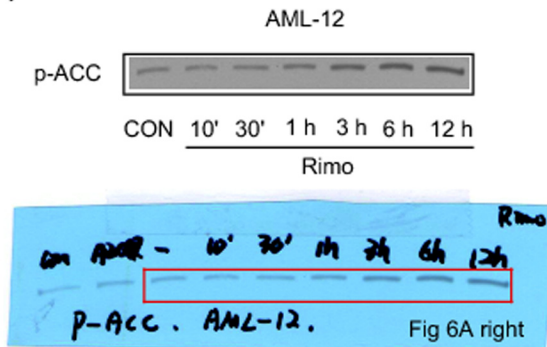 AML-12
p-ACC
CON 10' 30' 1 h 3 h 6 h 12 h
Rimo
Rimo
con — 10' 30' 1h 3h 6h 12h
P-ACC. AML-12.
Fig 6A right